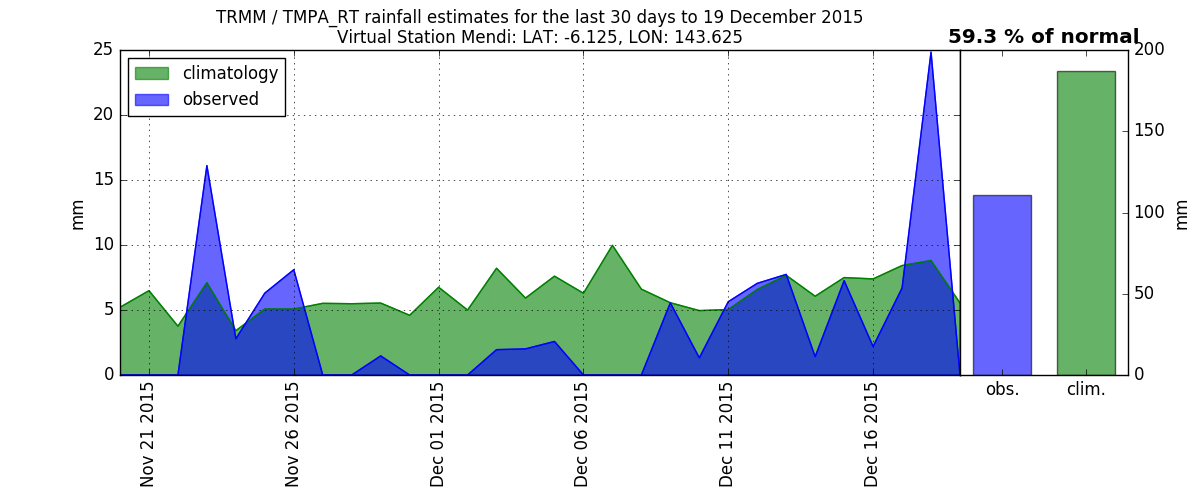 TRMM / TMPA_RT rainfall estimates for the last 30 days to 19 December 2015
Virtual Station Mendi: LAT: -6.125, LON: 143.625
59.3 % of normal
climatology
observed
25
20
15
10
5
0
mm
Nov 21 2015
Nov 26 2015
Dec 01 2015
Dec 06 2015
Dec 11 2015
Dec 16 2015
200
150
100
50
0
mm
obs.
clim.